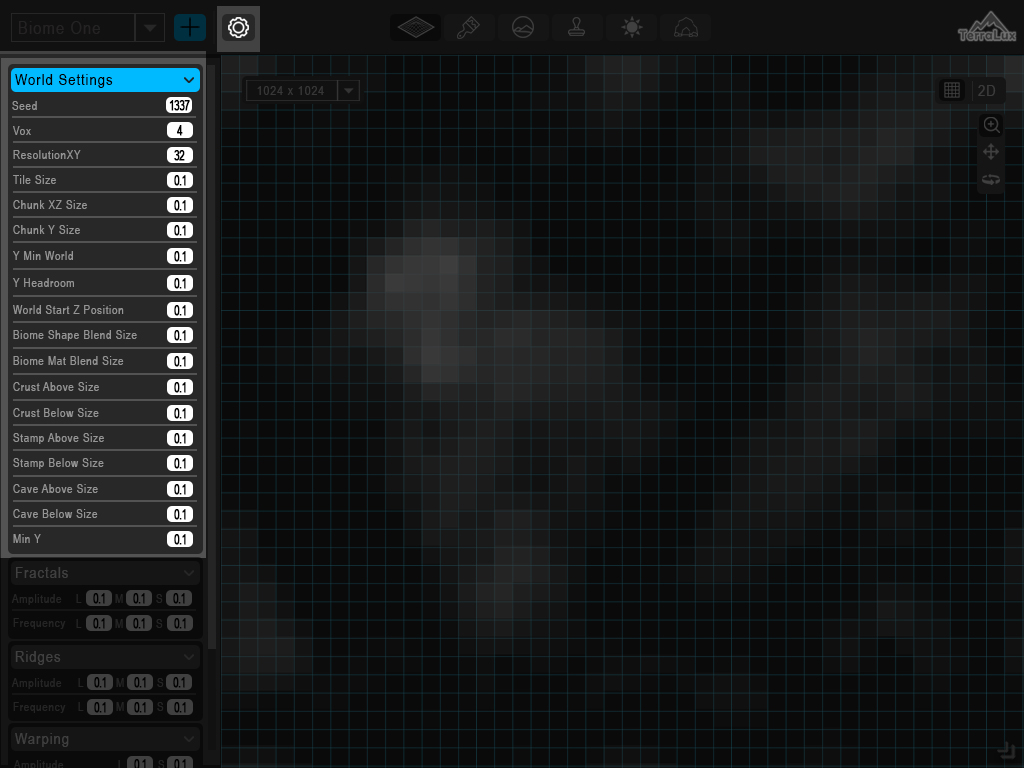 Biome One
TerraLux
World Settings
Seed 1337
Vox 4
ResolutionXY 32
Tile Size 0.1
Chunk XZ Size 0.1
Chunk Y Size 0.1
Y Min World 0.1
Y Headroom 0.1
World Start Z Position 0.1
Biome Shape Blend Size 0.1
Biome Mat Blend Size 0.1
Crust Above Size 0.1
Crust Below Size 0.1
Stamp Above Size 0.1
Stamp Below Size 0.1
Cave Above Size 0.1
Cave Below Size 0.1
Min Y 0.1
Fractals
Amplitude L 0.1 M 0.1 S 0.1
Frequency L 0.1 M 0.1 S 0.1
Ridges
Amplitude L 0.1 M 0.1 S 0.1
Frequency L 0.1 M 0.1 S 0.1
Warping
Amplitude L 0.1 S 0.1
1024 x 1024
2D